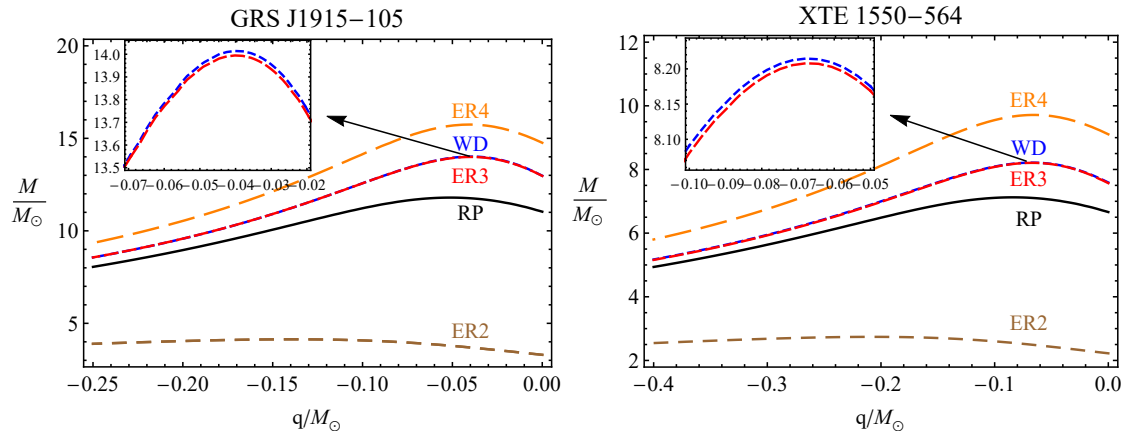 GRS J1915−105
20
15
10
5
M
M⊙
14.0
13.9
13.8
13.7
13.6
13.5
−0.07−0.06−0.05−0.04−0.03−0.02
ER4
WD
ER3
RP
ER2
−0.25
−0.20
−0.15
−0.10
−0.05
0.00
q/M⊙
XTE 1550−564
12
10
8
6
4
2
M
M⊙
8.20
8.15
8.10
−0.10−0.09−0.08−0.07−0.06−0.05
ER4
WD
ER3
RP
ER2
−0.4
−0.3
−0.2
−0.1
0.0
q/M⊙